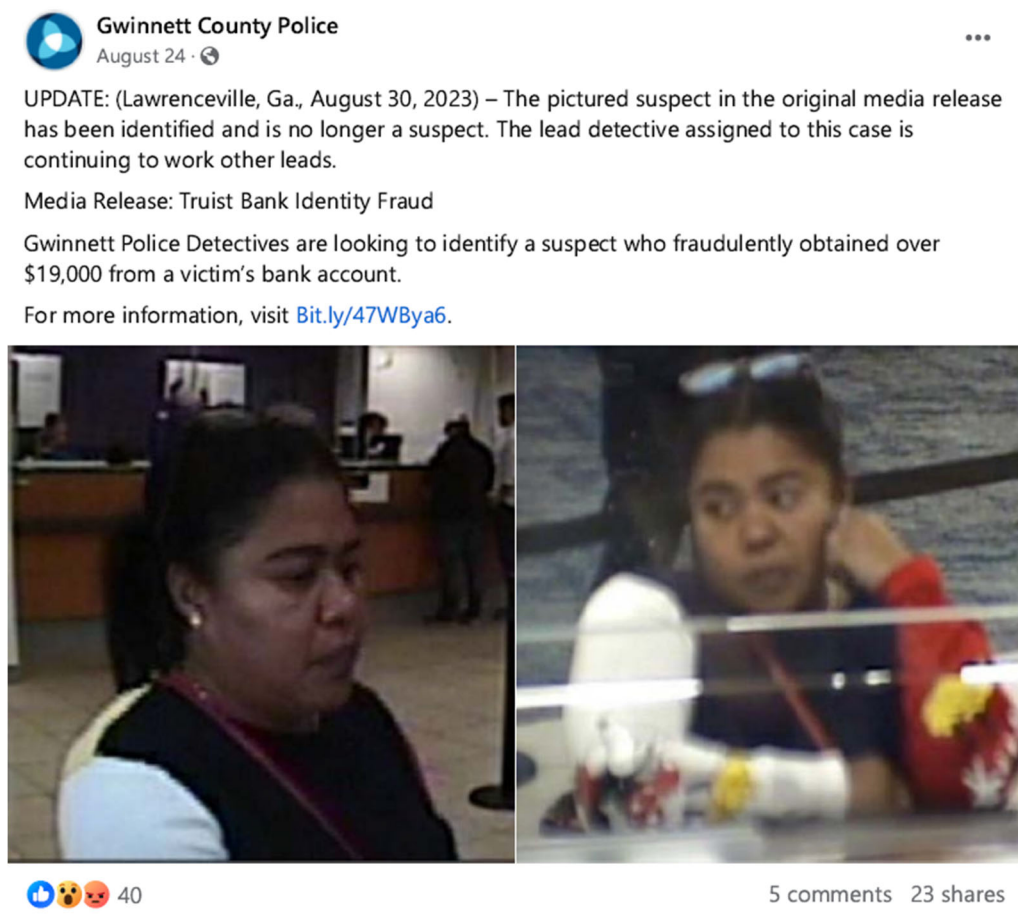 Gwinnett County Police
August 24 ·
UPDATE: (Lawrenceville, Ga., August 30, 2023) – The pictured suspect in the original media release
has been identified and is no longer a suspect. The lead detective assigned to this case is
continuing to work other leads.
Media Release: Truist Bank Identity Fraud
Gwinnett Police Detectives are looking to identify a suspect who fraudulently obtained over
$19,000 from a victim's bank account.
For more information, visit Bit.ly/47WBya6.
40
5 comments 23 shares